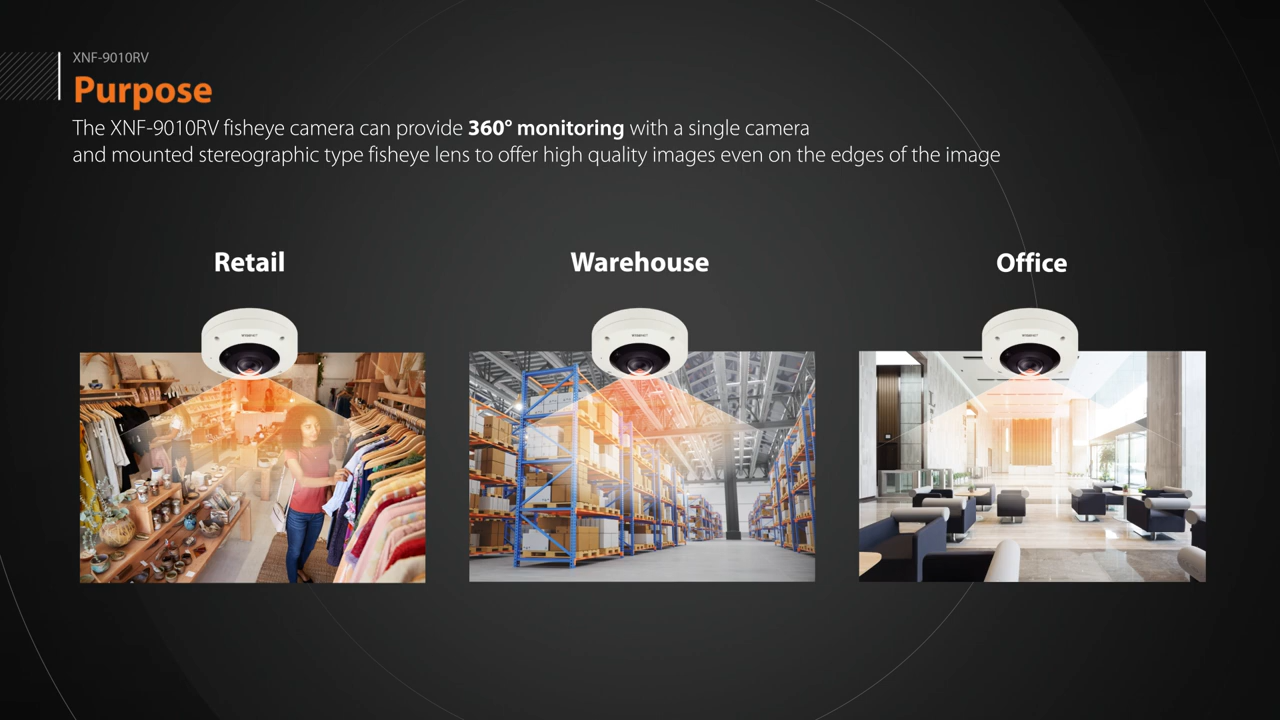 XNF-9010RV
Purpose
The XNF-9010RV fisheye camera can provide 360° monitoring with a single camera
and mounted stereographic type fisheye lens to offer high quality images even on the edges of the image
Retail
Warehouse
Office